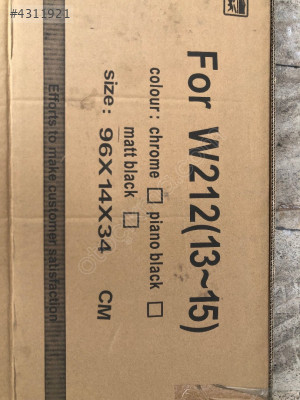 #4311921
For W212(13~15)
colour: chrome □ piano black □
matt black □
size: 96X14X34 CM
Efforts to make customer satisfaction